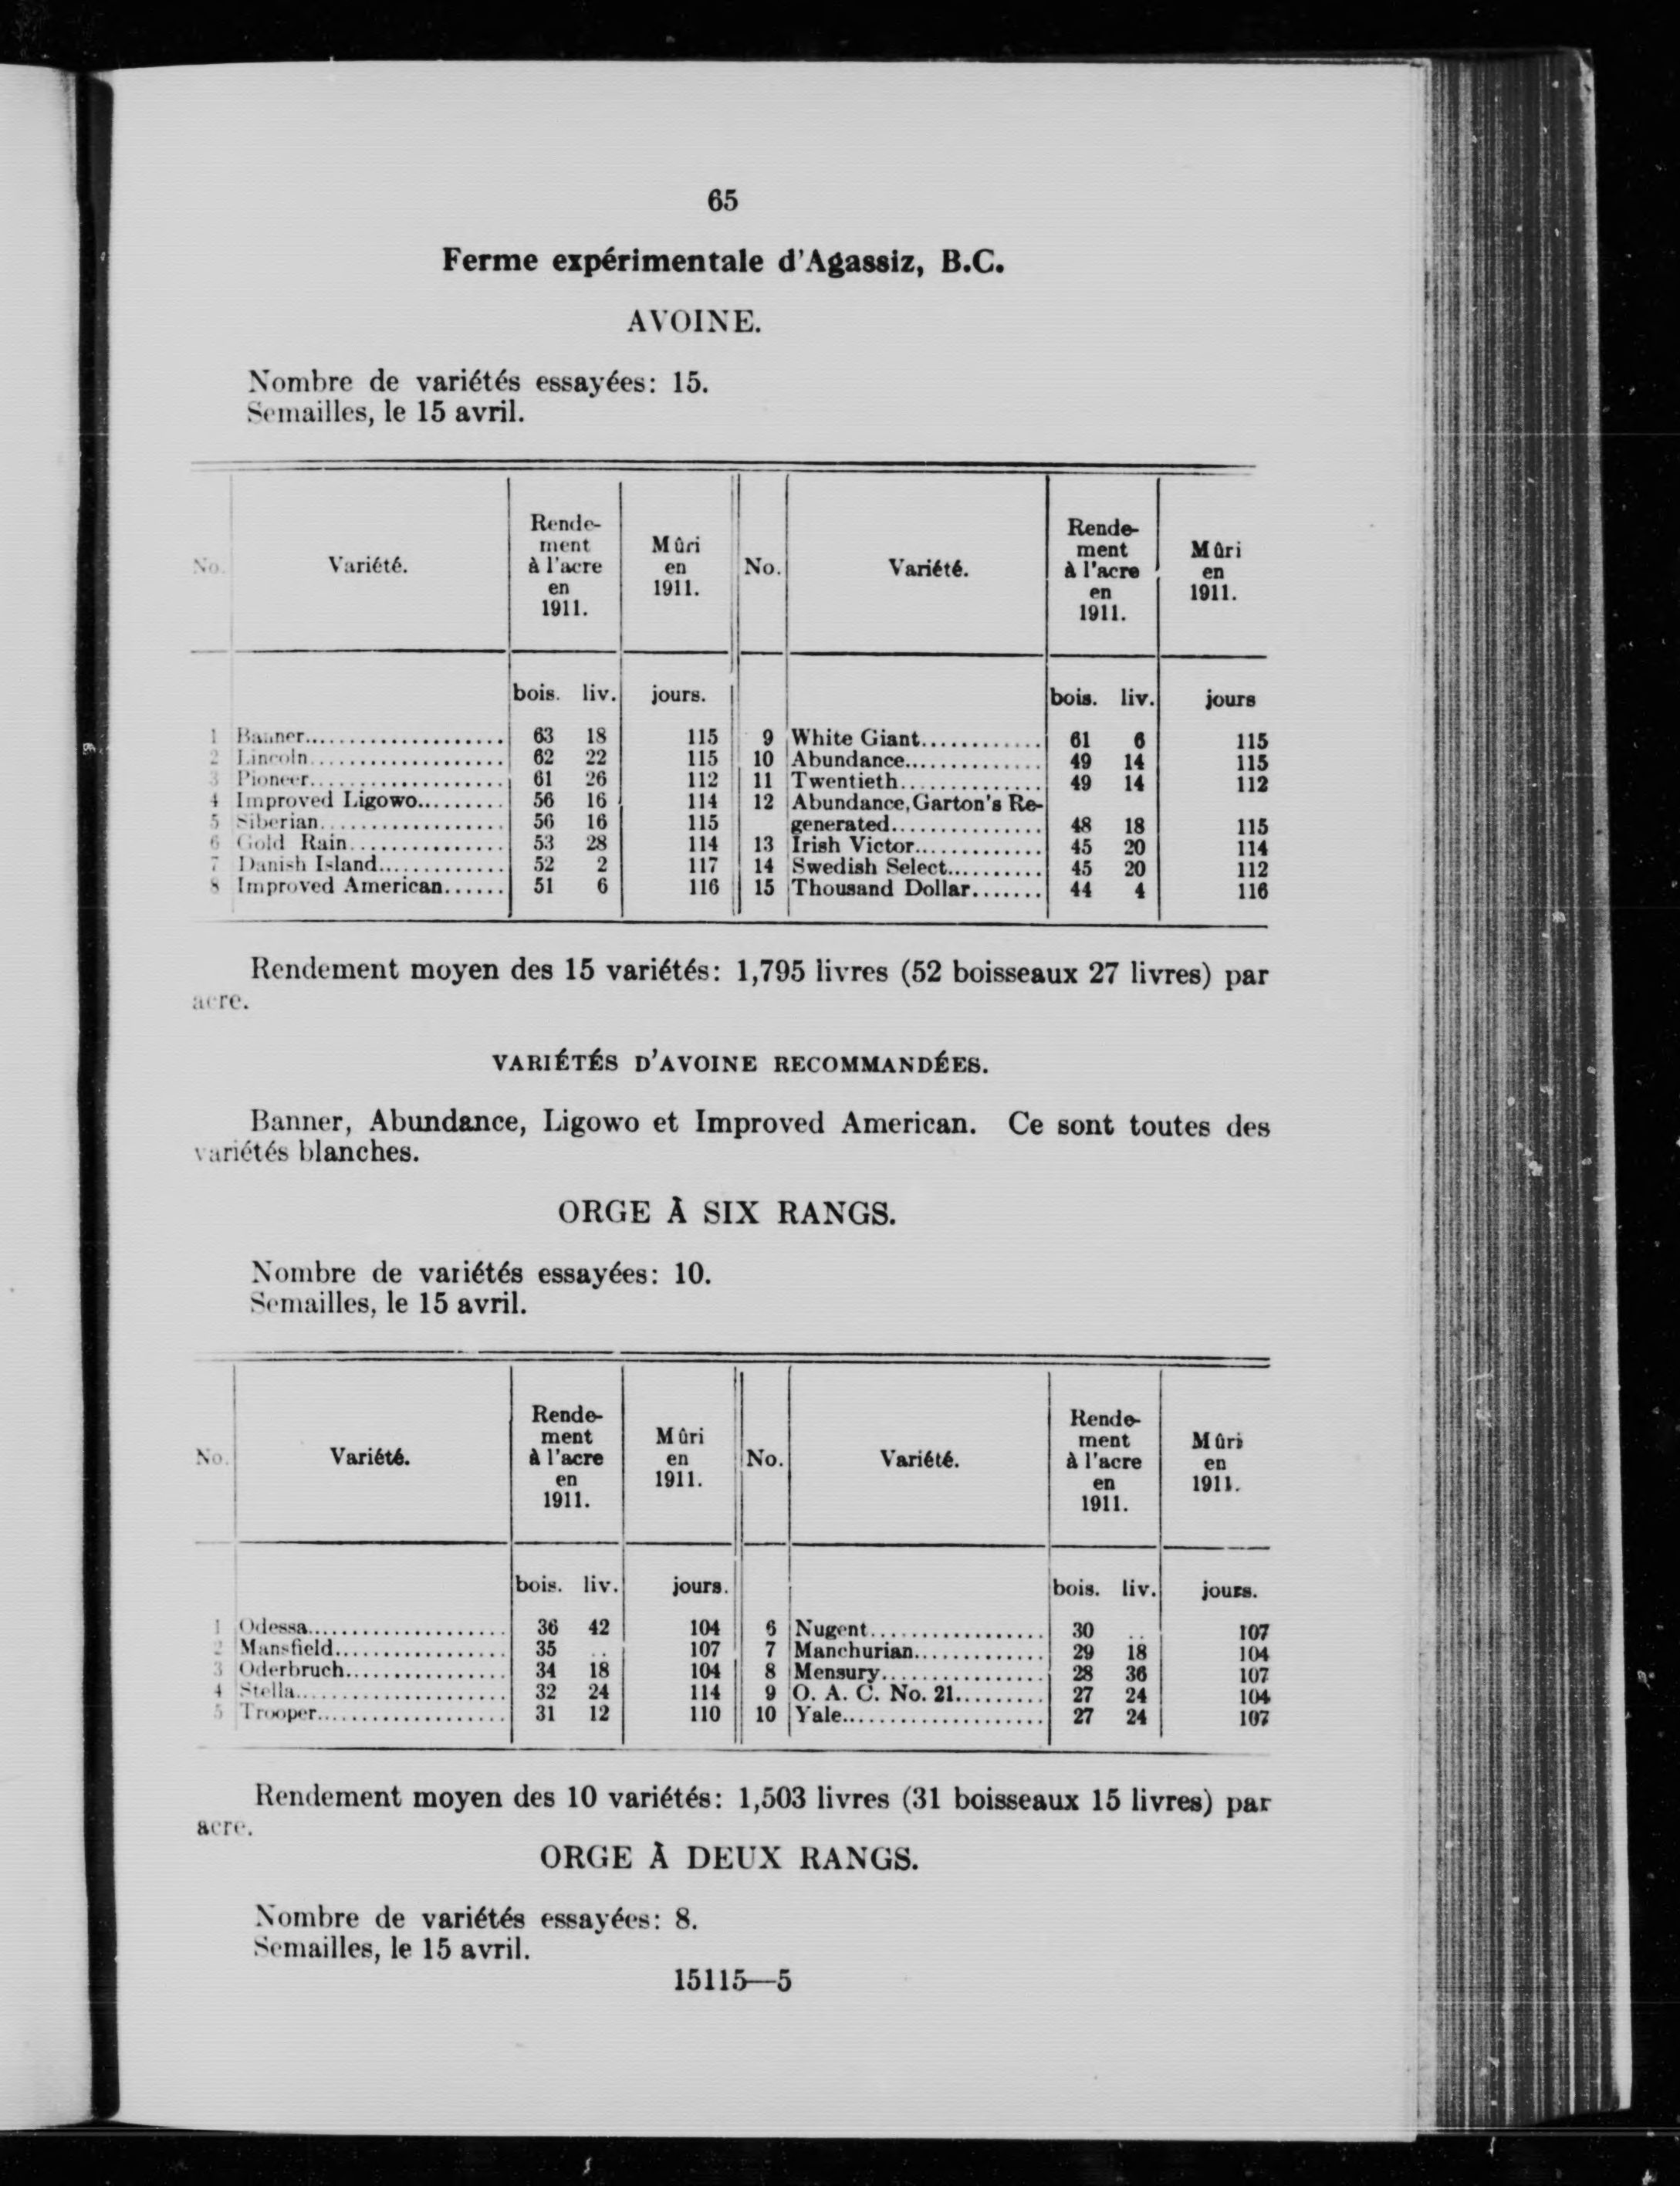 65
Ferme expérimentale d'Agassiz, B.C.
AVOINE.
Nombre de variétés essayées: 15.
Semailles, le 15 avril.
No. Variété. Rende-ment à l'acre en 1911. Mûri en 1911. No. Variété. Rende-ment à l'acre en 1911. Mûri en 1911.
bois. liv. jours. bois. liv. jours
1 Banner.................... 63 18 115 9 White Giant............ 61 6 115
2 Lincoln.................... 62 22 115 10 Abundance.............. 49 14 115
3 Pioneer.................... 61 26 112 11 Twentieth............... 49 14 112
4 Improved Ligowo......... 56 16 114 12 Abundance, Garton's Re-
5 Siberian................... 56 16 115 generated............... 48 18 115
6 Gold Rain................ 53 28 114 13 Irish Victor............. 45 20 114
7 Danish Island............. 52 2 117 14 Swedish Select.......... 45 20 112
8 Improved American...... 51 6 116 15 Thousand Dollar....... 44 4 116
Rendement moyen des 15 variétés: 1,795 livres (52 boisseaux 27 livres) par
acre.
VARIÉTÉS D'AVOINE RECOMMANDÉES.
Banner, Abundance, Ligowo et Improved American. Ce sont toutes des
variétés blanches.
ORGE À SIX RANGS.
Nombre de variétés essayées: 10.
Semailles, le 15 avril.
No. Variété. Rende-ment à l'acre en 1911. Mûri en 1911. No. Variété. Rende-ment à l'acre en 1911. Mûri en 1911.
bois. liv. jours. bois. liv. jours.
1 Odessa.................... 36 42 104 6 Nugent.................. 30 .. 107
2 Mansfield................. 35 .. 107 7 Manchurian............. 29 18 104
3 Oderbruch................ 34 18 104 8 Mensury................ 28 36 107
4 Stella..................... 32 24 114 9 O. A. C. No. 21......... 27 24 104
5 Trooper................... 31 12 110 10 Yale.................... 27 24 107
Rendement moyen des 10 variétés: 1,503 livres (31 boisseaux 15 livres) par
acre.
ORGE À DEUX RANGS.
Nombre de variétés essayées: 8.
Semailles, le 15 avril.
15115—5